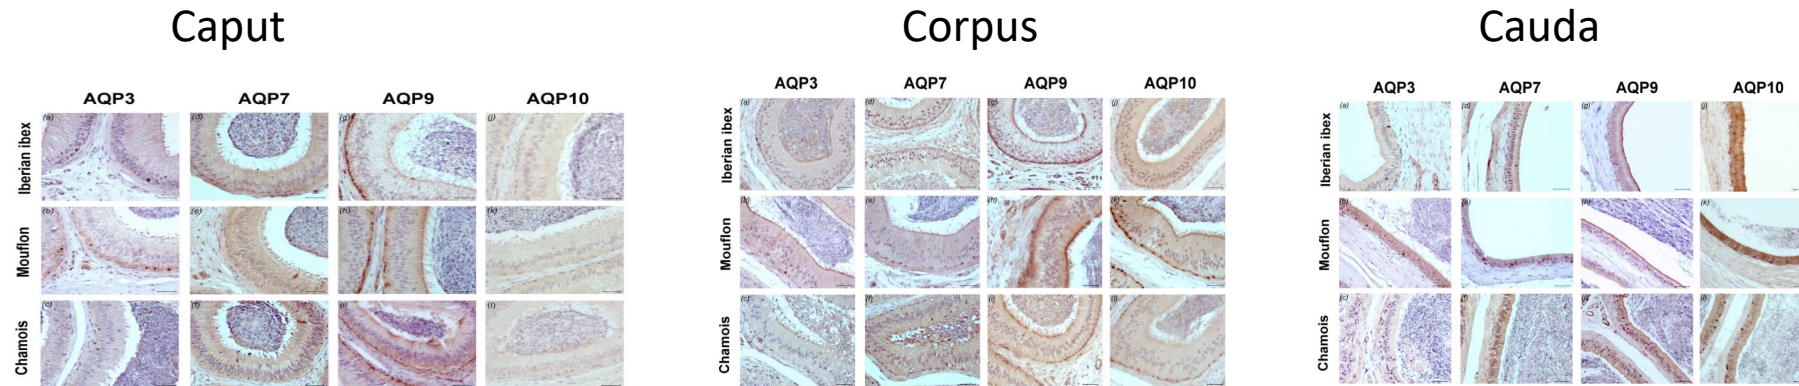 Caput
Corpus
Cauda
AQP3 AQP7 AQP9 AQP10
Iberian ibex
(a) (d) (g) (j)
Mouflon
(b) (e) (h) (k)
Chamois
(c) (f) (i) (l)
AQP3 AQP7 AQP9 AQP10
Iberian ibex
(a) (d) (g) (j)
Mouflon
(b) (e) (h) (k)
Chamois
(c) (f) (i) (l)
AQP3 AQP7 AQP9 AQP10
Iberian ibex
(a) (d) (g) (j)
Mouflon
(b) (e) (h) (k)
Chamois
(c) (f) (i) (l)